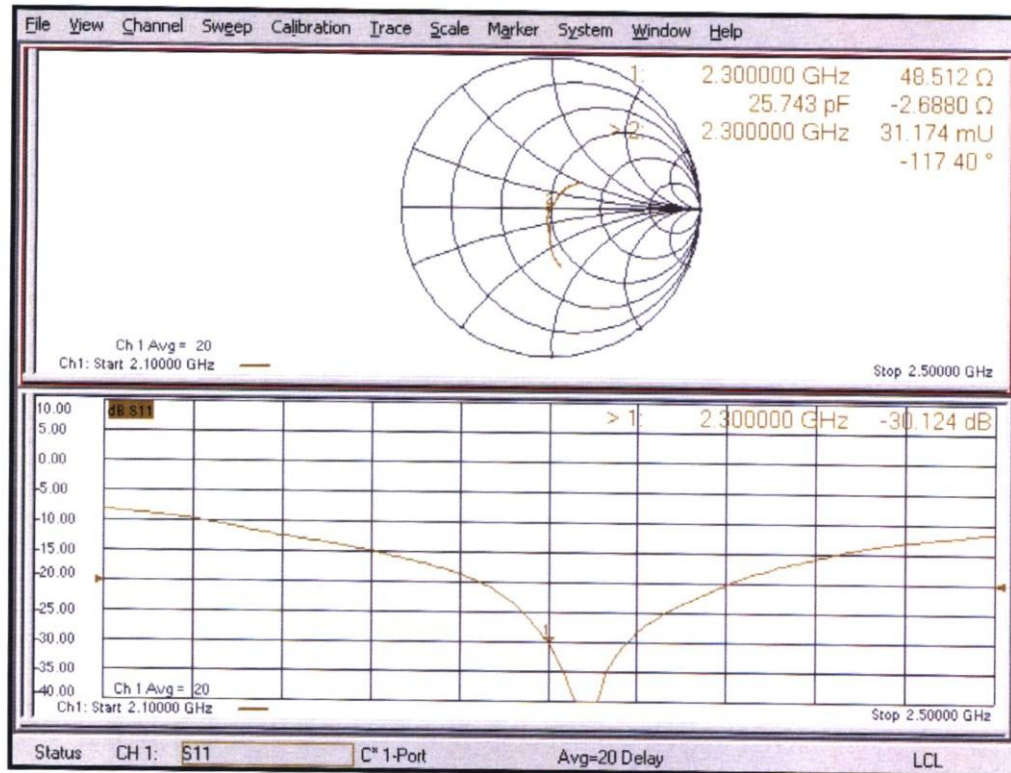 File View Channel Sweep Calibration Trace Scale Marker System Window Help
1: 2.300000 GHz 48.512 Ω
25.743 pF -2.6880 Ω
> 2: 2.300000 GHz 31.174 mU
-117.40 °
Ch 1 Avg = 20
Ch1: Start 2.10000 GHz
Stop 2.50000 GHz
10.00
dB S11
> 1: 2.300000 GHz -30.124 dB
5.00
0.00
-5.00
-10.00
-15.00
-20.00
-25.00
-30.00
1
-35.00
-40.00
Ch 1 Avg = 20
Ch1: Start 2.10000 GHz
Stop 2.50000 GHz
Status CH 1: S11 C* 1-Port Avg=20 Delay LCL